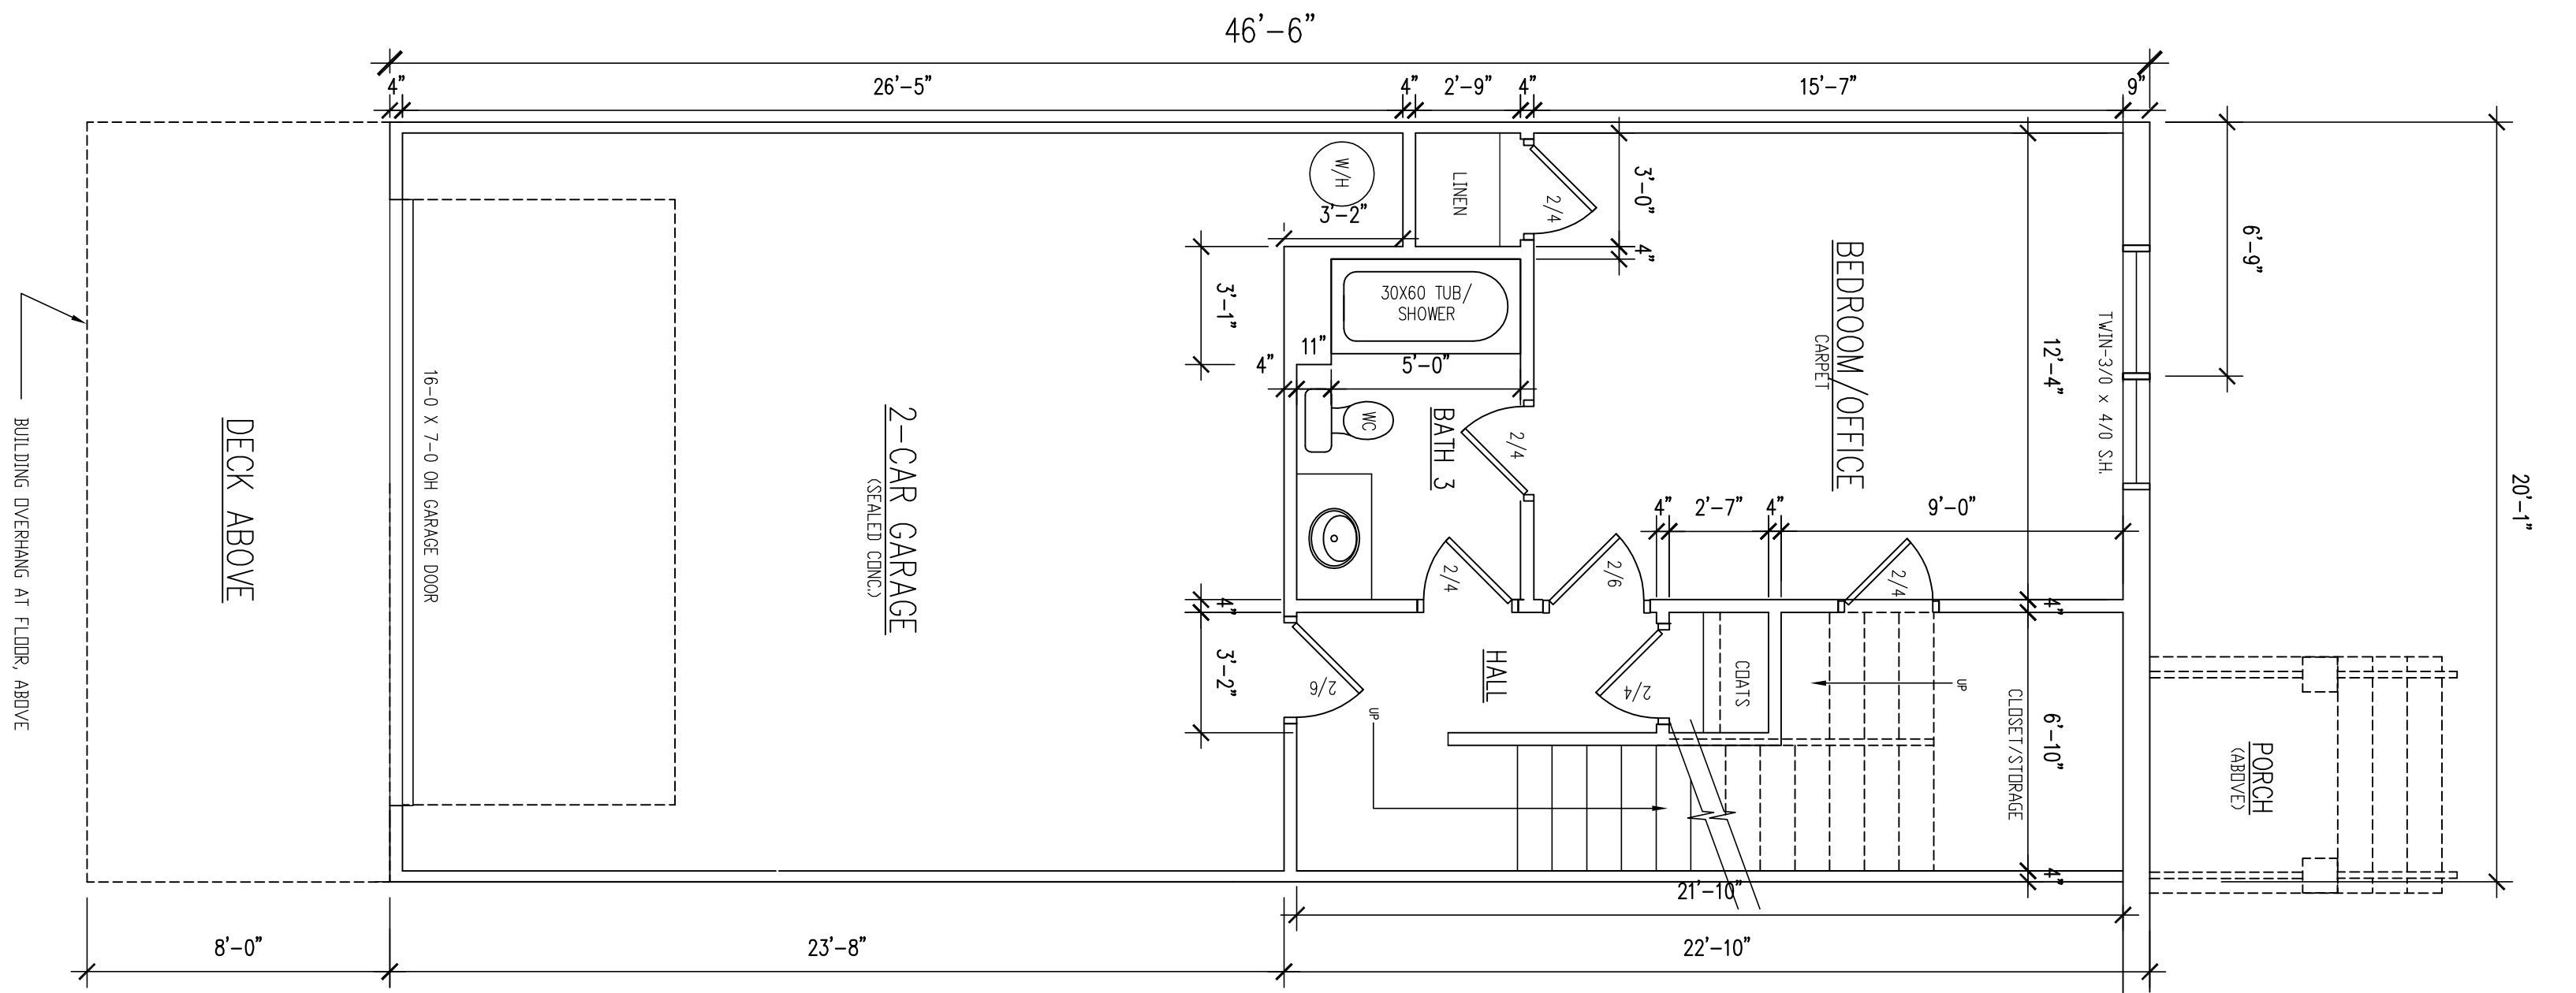 46'-6"
4"
26'-5"
4"
2'-9"
4"
15'-7"
9"
W/H
3'-2"
LINEN
2/4
3'-0"
4"
6'-9"
20'-1"
30X60 TUB/
SHOWER
3'-1"
11"
4"
5'-0"
BEDROOM/OFFICE
CARPET
12'-4"
TWIN-3/0 x 4/0 S.H.
16-0 X 7-0 OH GARAGE DOOR
DECK ABOVE
BUILDING OVERHANG AT FLOOR, ABOVE
2-CAR GARAGE
(SEALED CONC.)
WC
BATH 3
2/4
4"
2'-7"
4"
9'-0"
2/4
2/6
2/4
4"
4"
3'-2"
2/6
HALL
2/4
COATS
UP
UP
CLOSET/STORAGE
6'-10"
4"
PORCH
(ABOVE)
21'-10"
8'-0"
23'-8"
22'-10"